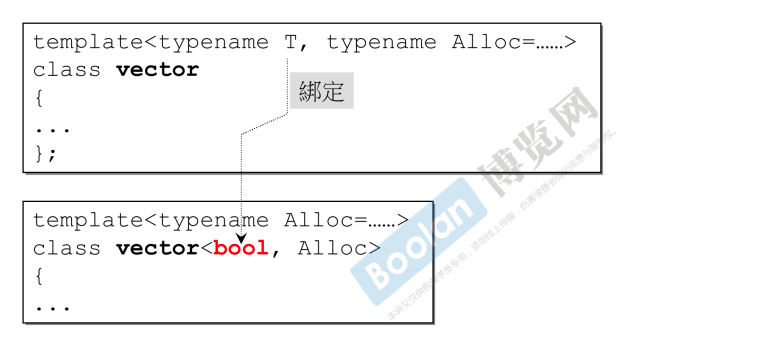 template<typename T, typename Alloc=……>
class vector
{
...
};
綁定
template<typename Alloc=……>
class vector<bool, Alloc>
{
...
Boolan 博览网